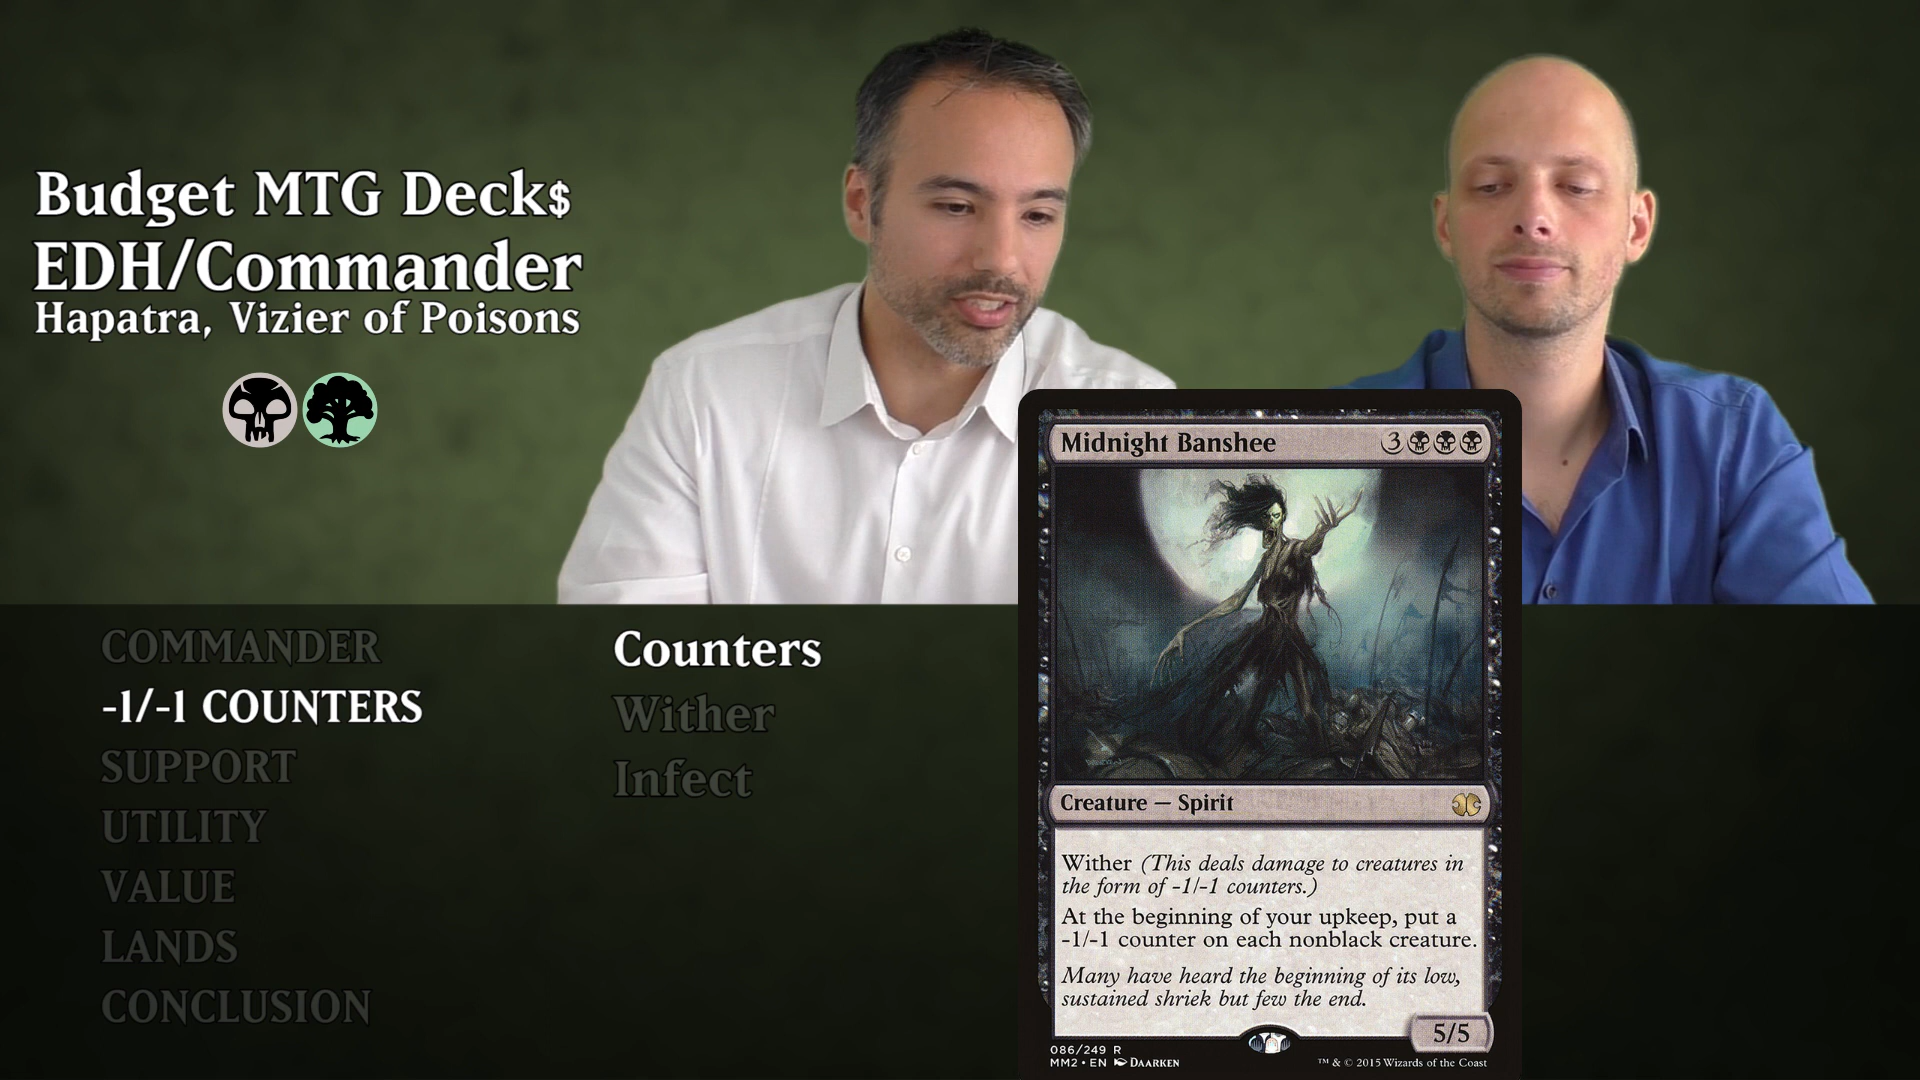 Budget MTG Deck$
EDH/Commander
Hapatra, Vizier of Poisons
COMMANDER
-1/-1 COUNTERS
SUPPORT
UTILITY
VALUE
LANDS
CONCLUSION
Counters
Wither
Infect
Midnight Banshee 3
Creature — Spirit
Wither (This deals damage to creatures in
the form of -1/-1 counters.)
At the beginning of your upkeep, put a
-1/-1 counter on each nonblack creature.
Many have heard the beginning of its low,
sustained shriek but few the end.
5/5
086/249 R
MM2 • EN DAARKEN
™ & © 2015 Wizards of the Coast